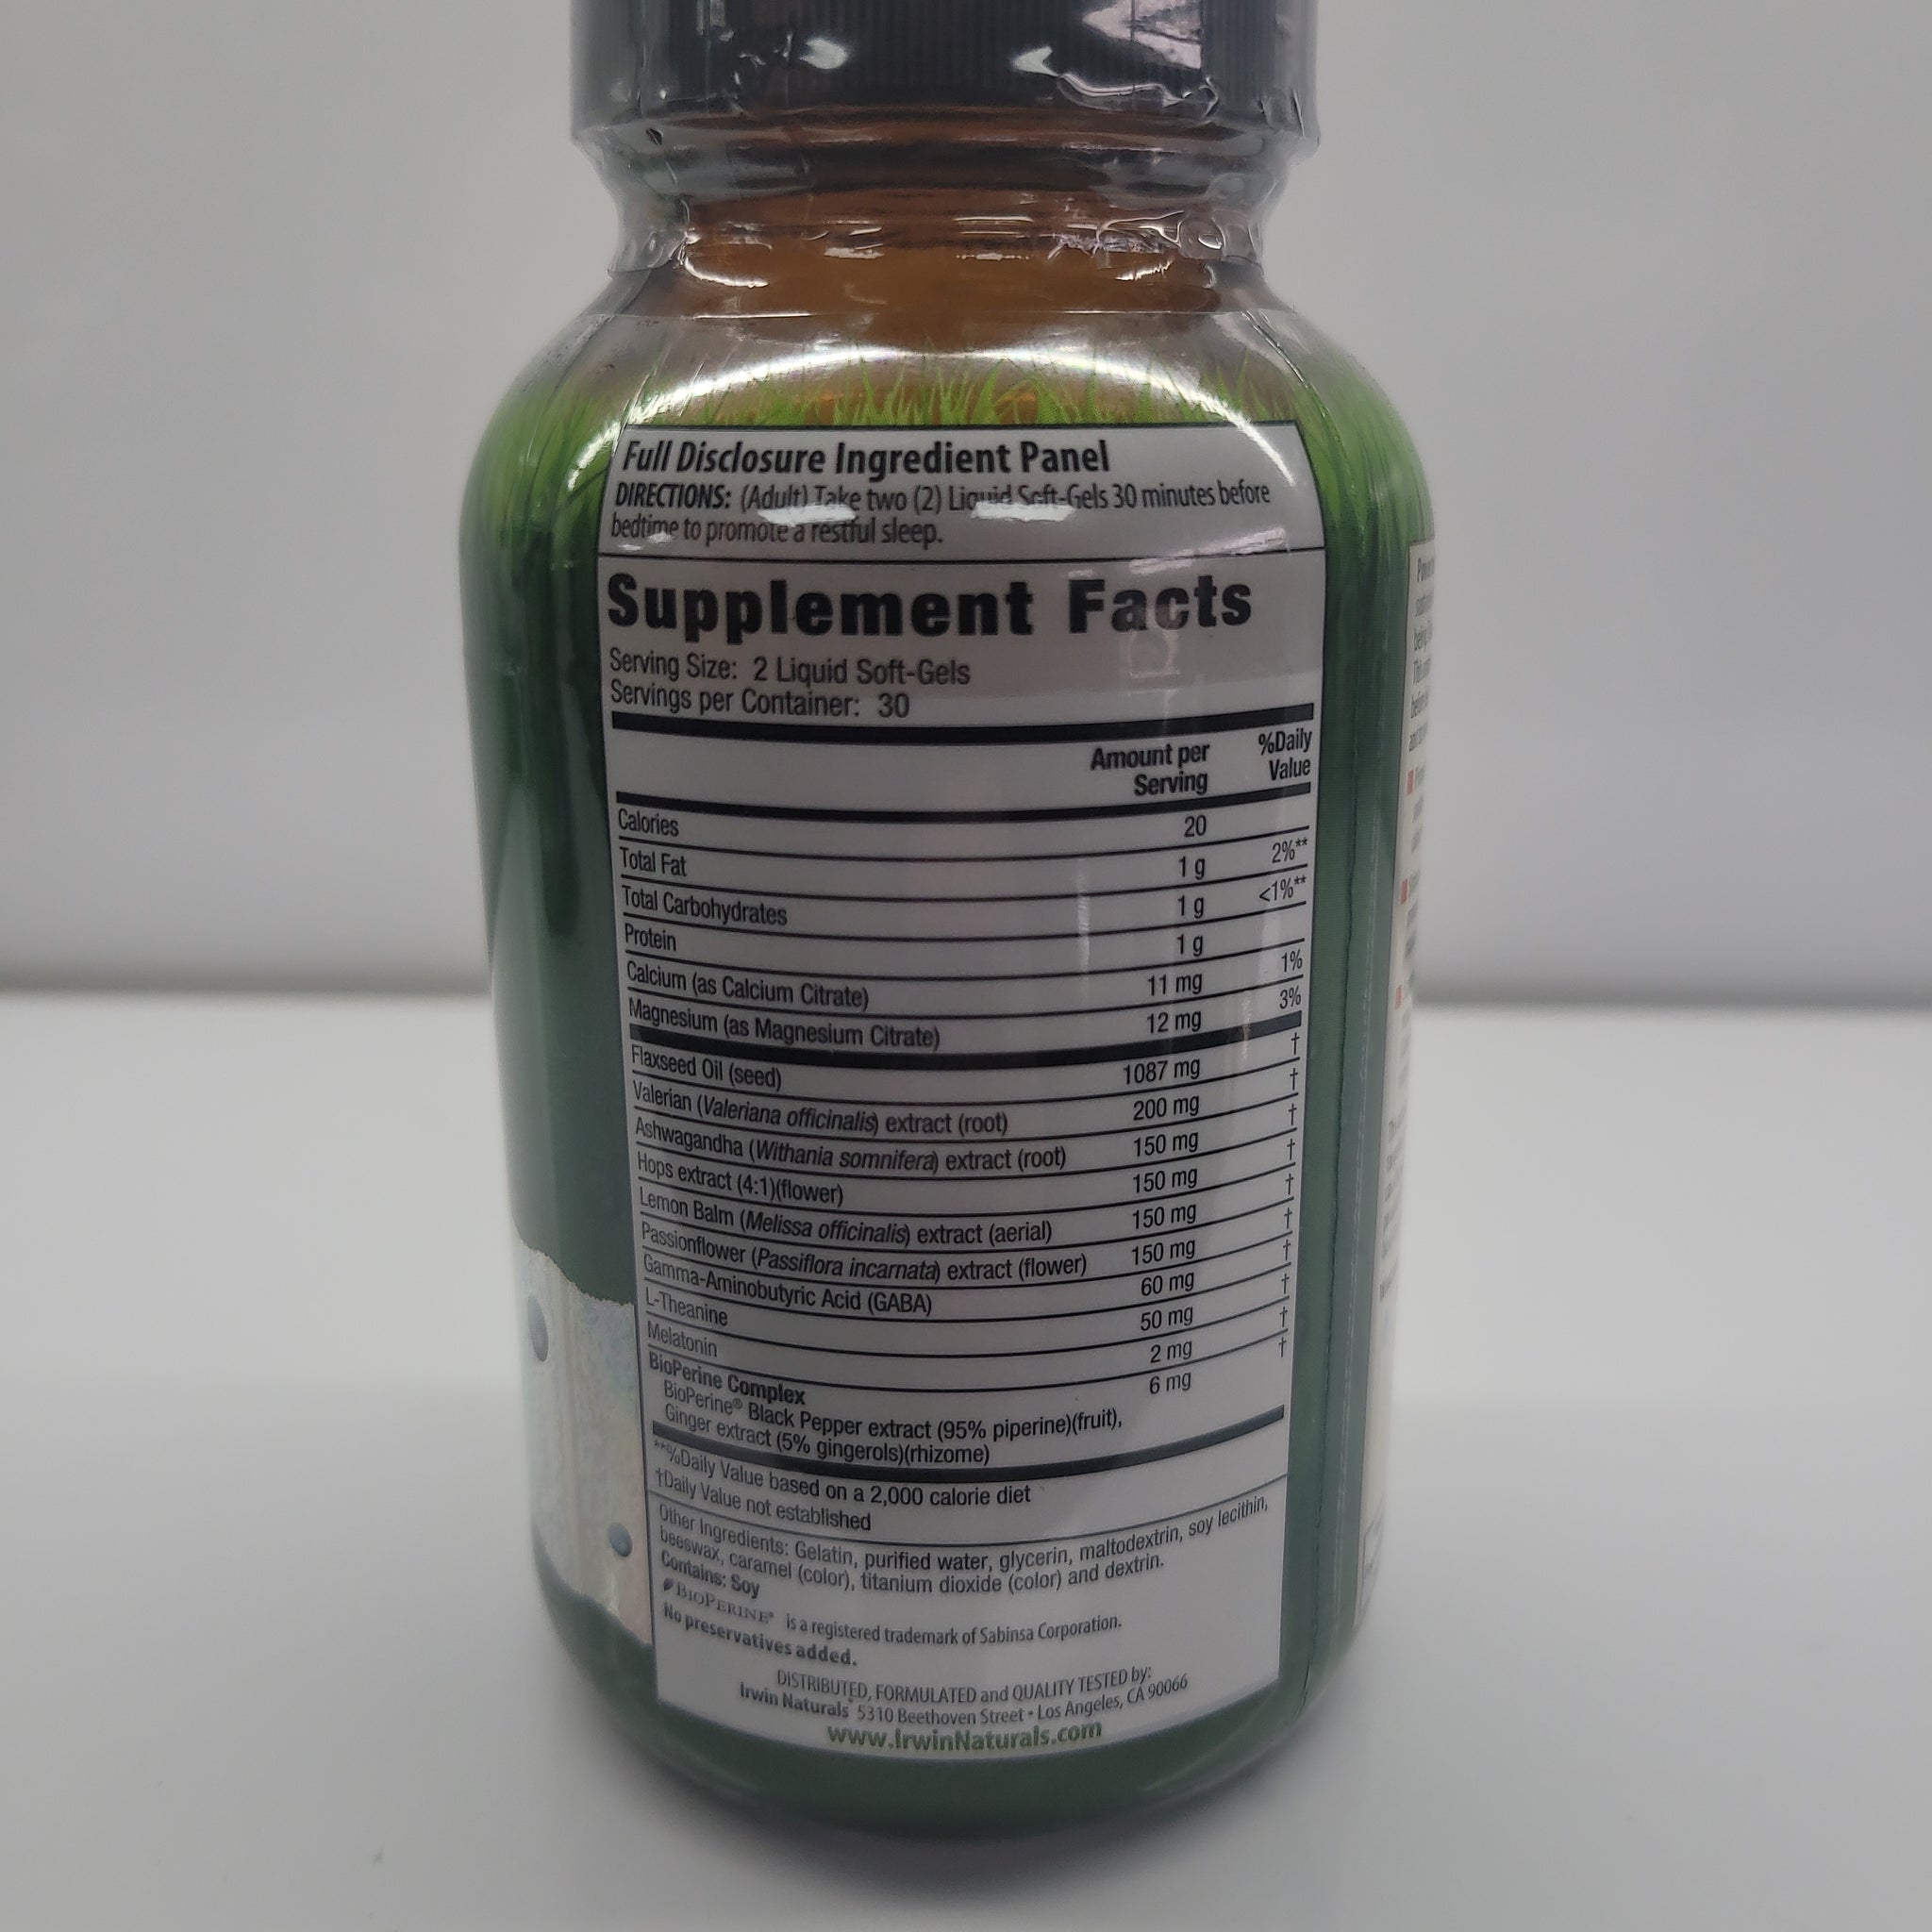 Full Disclosure Ingredient Panel
DIRECTIONS: (Adult) Take two (2) Liquid Soft-Gels 30 minutes before
bedtime to promote a restful sleep.
Supplement Facts
Serving Size: 2 Liquid Soft-Gels
Servings per Container: 30
Amount per Serving %Daily Value
Calories 20
Total Fat 1 g 2%**
Total Carbohydrates 1 g <1%**
Protein 1 g
Calcium (as Calcium Citrate) 11 mg 1%
Magnesium (as Magnesium Citrate) 12 mg 3%
Flaxseed Oil (seed) 1087 mg †
Valerian (Valeriana officinalis) extract (root) 200 mg †
Ashwagandha (Withania somnifera) extract (root) 150 mg †
Hops extract (4:1)(flower) 150 mg †
Lemon Balm (Melissa officinalis) extract (aerial) 150 mg †
Passionflower (Passiflora incarnata) extract (flower) 150 mg †
Gamma-Aminobutyric Acid (GABA) 60 mg †
L-Theanine 50 mg †
Melatonin 2 mg †
BioPerine Complex 6 mg †
BioPerine® Black Pepper extract (95% piperine)(fruit),
Ginger extract (5% gingerols)(rhizome)
**%Daily Value based on a 2,000 calorie diet
†Daily Value not established
Other Ingredients: Gelatin, purified water, glycerin, maltodextrin, soy lecithin,
beeswax, caramel (color), titanium dioxide (color) and dextrin.
Contains: Soy
BIOPERINE® is a registered trademark of Sabinsa Corporation.
No preservatives added.
DISTRIBUTED, FORMULATED and QUALITY TESTED by:
Irwin Naturals 5310 Beethoven Street • Los Angeles, CA 90066
www.IrwinNaturals.com